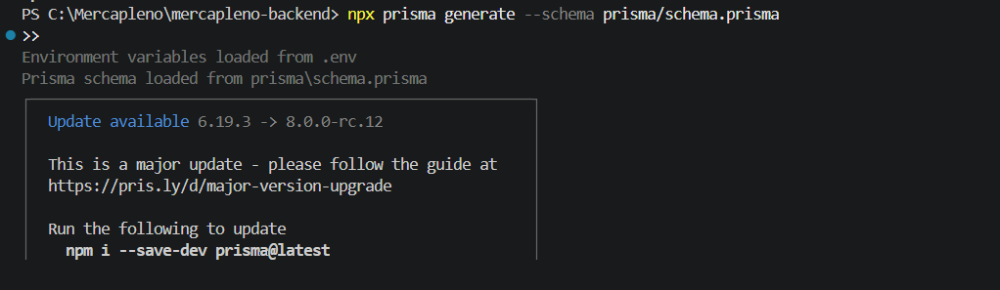 PS C:\Mercapleno\mercapleno-backend> npx prisma generate --schema prisma/schema.prisma
>>
Environment variables loaded from .env
Prisma schema loaded from prisma\schema.prisma
Update available 6.19.3 -> 8.0.0-rc.12
This is a major update - please follow the guide at
https://pris.ly/d/major-version-upgrade
Run the following to update
npm i --save-dev prisma@latest